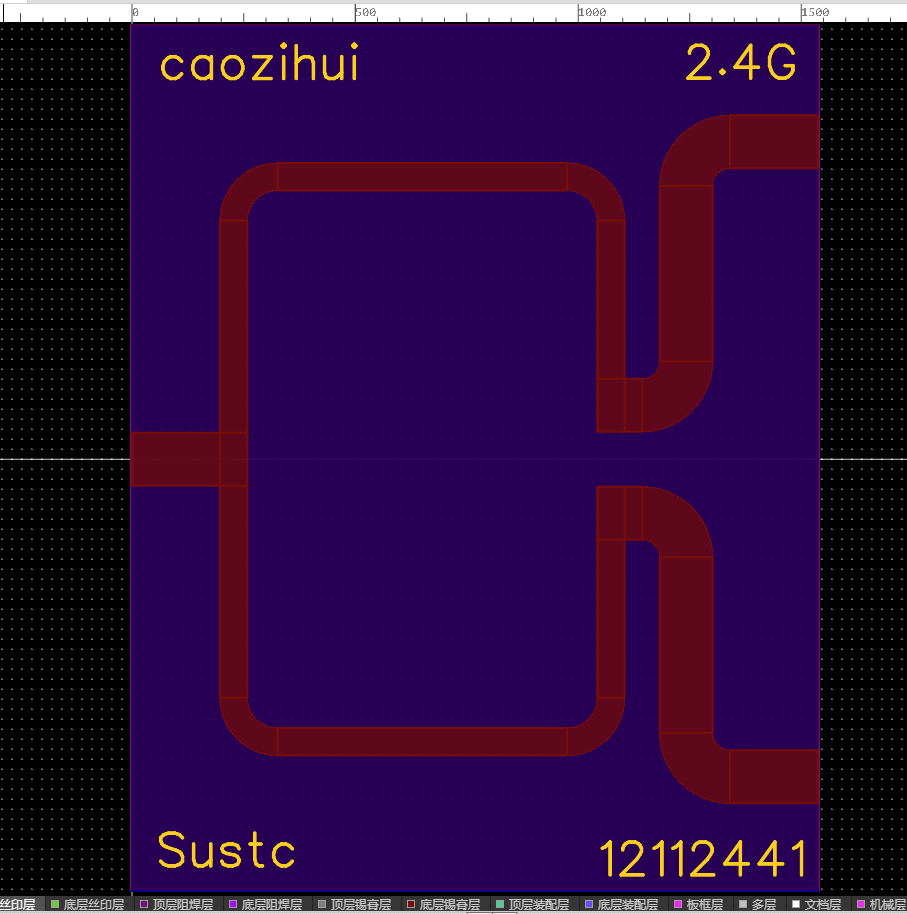 0 500 1000 1500
caozihui 2.4G
Sustc 12112441
丝印层 底层丝印层 顶层阻焊层 底层阻焊层 顶层锡膏层 底层锡膏层 顶层装配层 底层装配层 板框层 多层 文档层 机械层